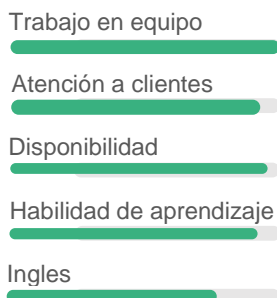 Trabajo en equipo
Atención a clientes
Disponibilidad
Habilidad de aprendizaje
Ingles